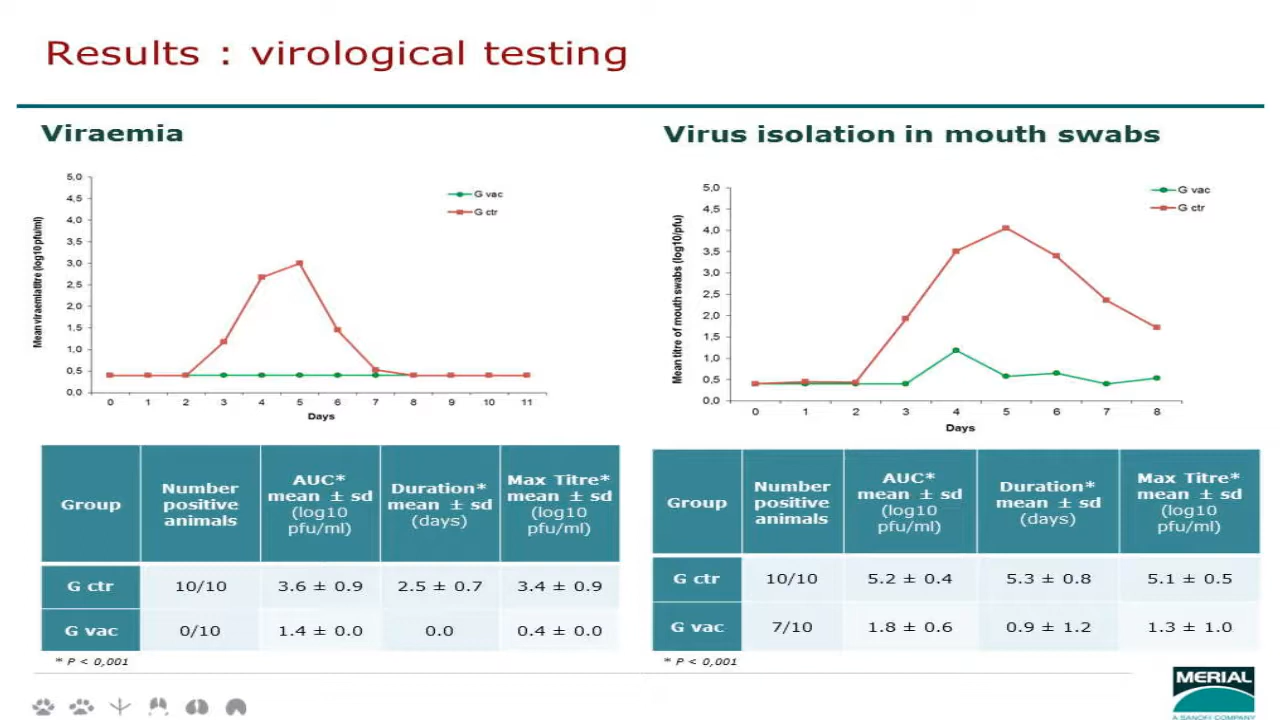 Results : virological testing
Viraemia
5,0
4,5
4,0
3,5
3,0
2,5
2,0
1,5
1,0
0,5
0,0
Mean viraemiatitre (log10 pfu/ml)
G vac
G ctr
0 1 2 3 4 5 6 7 8 9 10 11
Days
Group
Number positive animals
AUC* mean ± sd (log10 pfu/ml)
Duration* mean ± sd (days)
Max Titre* mean ± sd (log10 pfu/ml)
G ctr 10/10 3.6 ± 0.9 2.5 ± 0.7 3.4 ± 0.9
G vac 0/10 1.4 ± 0.0 0.0 0.4 ± 0.0
* P < 0,001
Virus isolation in mouth swabs
5,0
4,5
4,0
3,5
3,0
2,5
2,0
1,5
1,0
0,5
0,0
Mean titre of mouth swabs (log10/pfu)
G vac
G ctr
0 1 2 3 4 5 6 7 8
Days
Group
Number positive animals
AUC* mean ± sd (log10 pfu/ml)
Duration* mean ± sd (days)
Max Titre* mean ± sd (log10 pfu/ml)
G ctr 10/10 5.2 ± 0.4 5.3 ± 0.8 5.1 ± 0.5
G vac 7/10 1.8 ± 0.6 0.9 ± 1.2 1.3 ± 1.0
* P < 0,001
MERIAL
A SANOFI COMPANY